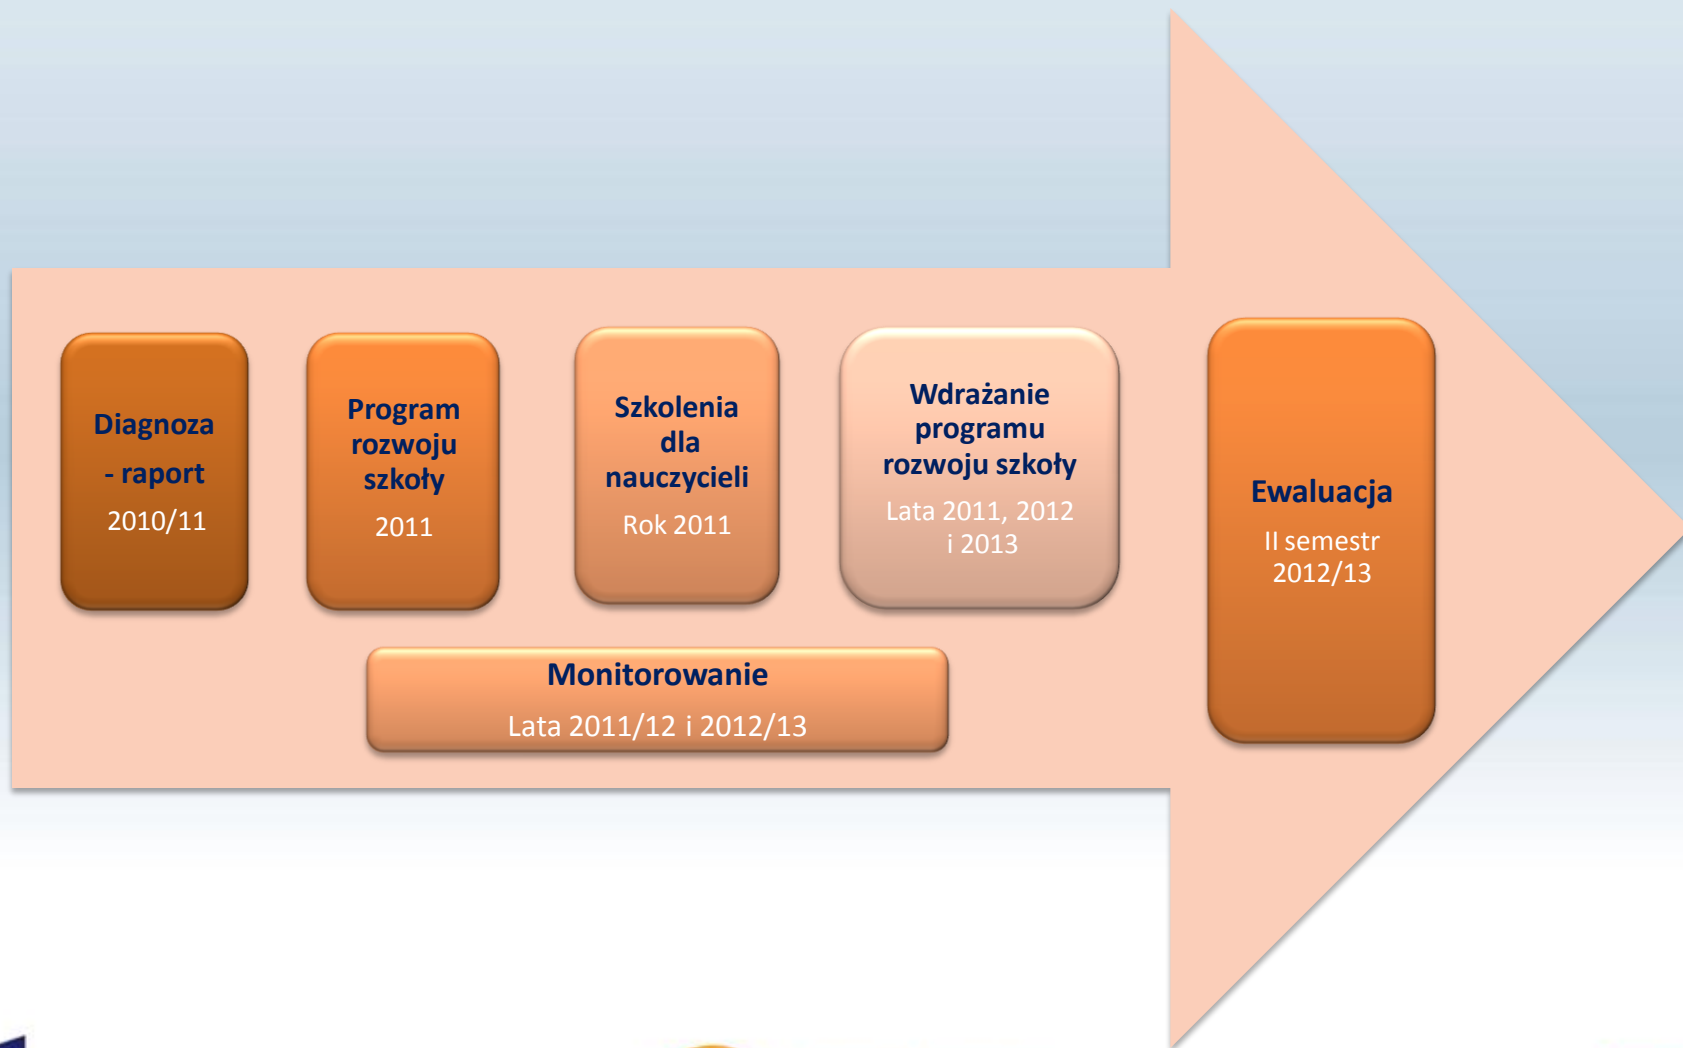 Diagnoza
- raport
2010/11
Program
rozwoju
szkoły
2011
Szkolenia
dla
nauczycieli
Rok 2011
Wdrażanie
programu
rozwoju szkoły
Lata 2011, 2012
i 2013
Ewaluacja
II semestr
2012/13
Monitorowanie
Lata 2011/12 i 2012/13